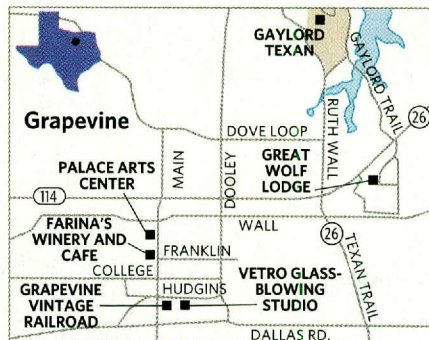 GAYLORD
TEXAN
GAYLORD TRAIL
26
Grapevine
DOVE LOOP
RUTH WALL
MAIN
DOOLEY
PALACE ARTS
CENTER
GREAT
WOLF
LODGE
114
FARINA'S
WINERY AND
CAFE
WALL
26
TEXAN TRAIL
FRANKLIN
COLLEGE
GRAPEVINE
VINTAGE
RAILROAD
HUDGINS
VETRO GLASS-
BLOWING
STUDIO
DALLAS RD.